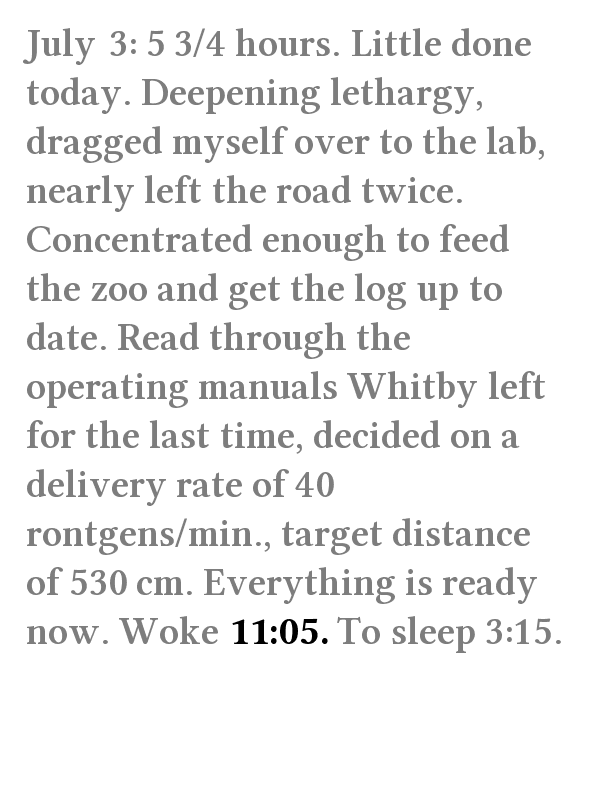 July 3: 5 3/4 hours. Little done
today. Deepening lethargy,
dragged myself over to the lab,
nearly left the road twice.
Concentrated enough to feed
the zoo and get the log up to
date. Read through the
operating manuals Whitby left
for the last time, decided on a
delivery rate of 40
rontgens/min., target distance
of 530 cm. Everything is ready
now. Woke 11:05. To sleep 3:15.